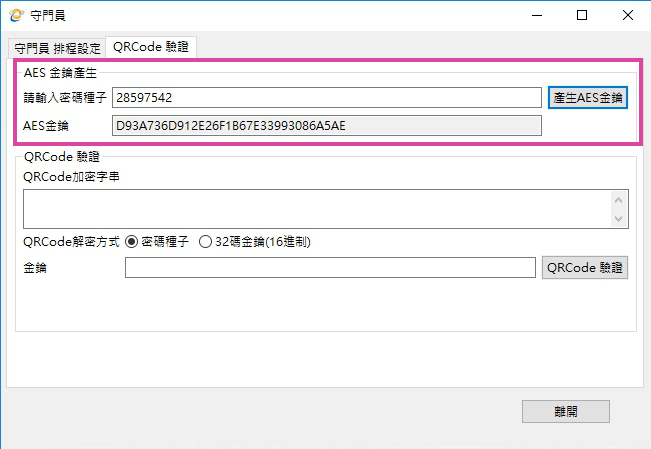 守門員
守門員 排程設定 QRCode 驗證
AES 金鑰產生
請輸入密碼種子 28597542 產生AES金鑰
AES金鑰 D93A736D912E26F1B67E33993086A5AE
QRCode 驗證
QRCode加密字串
QRCode解密方式 密碼種子 32碼金鑰(16進制)
金鑰 QRCode 驗證
離開